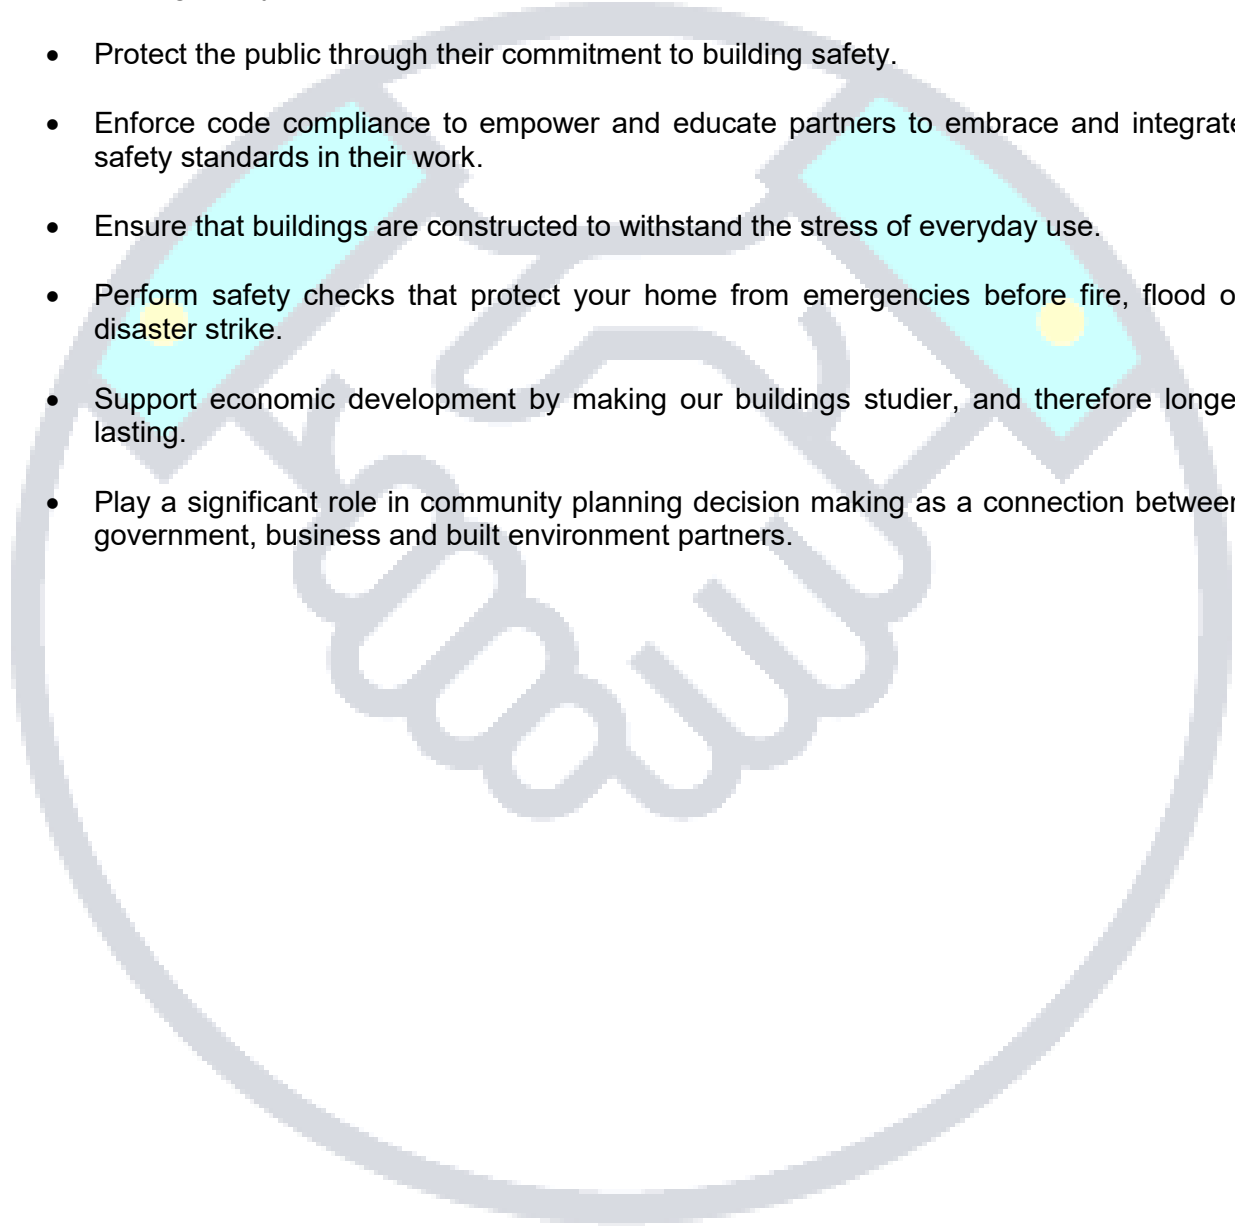 • Protect the public through their commitment to building safety.
• Enforce code compliance to empower and educate partners to embrace and integrate
safety standards in their work.
• Ensure that buildings are constructed to withstand the stress of everyday use.
• Perform safety checks that protect your home from emergencies before fire, flood o
disaster strike.
• Support economic development by making our buildings studier, and therefore longe
lasting.
• Play a significant role in community planning decision making as a connection between
government, business and built environment partners.